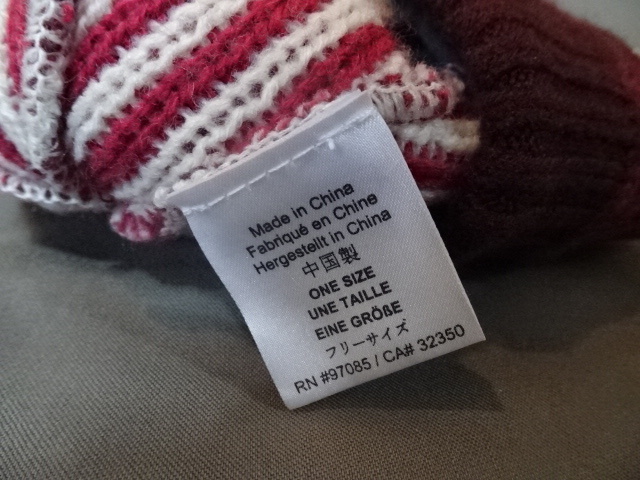 Made in China
Fabriqué en Chine
Hergestellt in China
中国製
ONE SIZE
UNE TAILLE
EINE GRÖßE
フリーサイズ
RN #97085 / CA# 32350